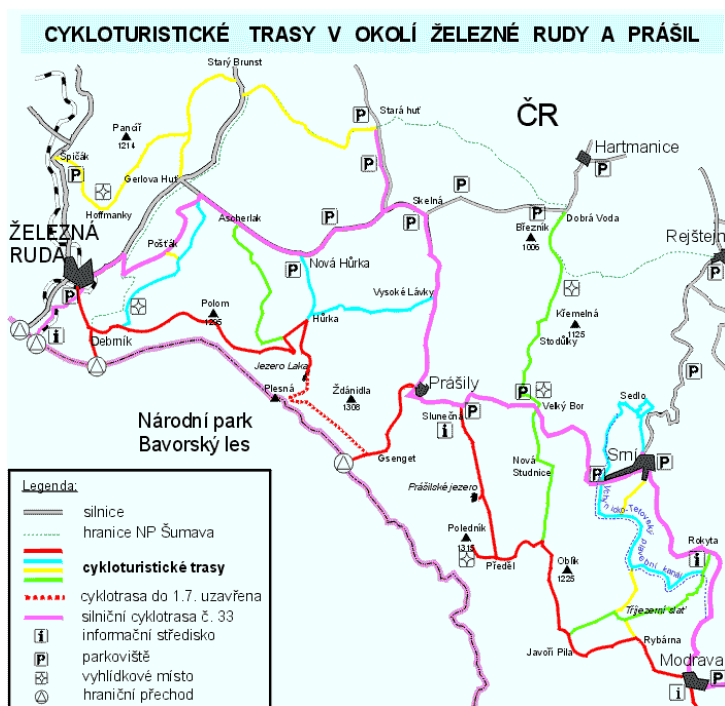 CYKLOTURISTICKÉ TRASY V OKOLÍ ŽELEZNÉ RUDY A PRÁŠIL
Starý Brunst
Stará huť
ČR
Pancíř
1214
Hartmanice
Špičák
Gerlova Huť
Hoffmanky
Ascherlak
Skelná
Dobrá Voda
Březník
1006
Rejštejn
ŽELEZNÁ
RUDA
Pošťák
Nová Hůrka
Vysoké Lávky
Polom
1295
Hůrka
Křemelná
1125
Stodůlky
Debrník
Jezero Laka
Plesná
Ždánidla
1308
Prášily
Sedlo
Slunečná
Velký Bor
Národní park
Bavorský les
Gsenget
Nová
Studnice
Srní
Prášilské jezero
Poledník
1315
Předěl
Oblík
1225
Rokyta
Tříjezerní slať
Javoří Pila
Rybárna
Modrava
Legenda:
silnice
hranice NP Šumava
cykloturistické trasy
cyklotrasa do 1.7. uzavřena
silniční cyklotrasa č. 33
i informační středisko
P parkoviště
vyhlídkové místo
hraniční přechod